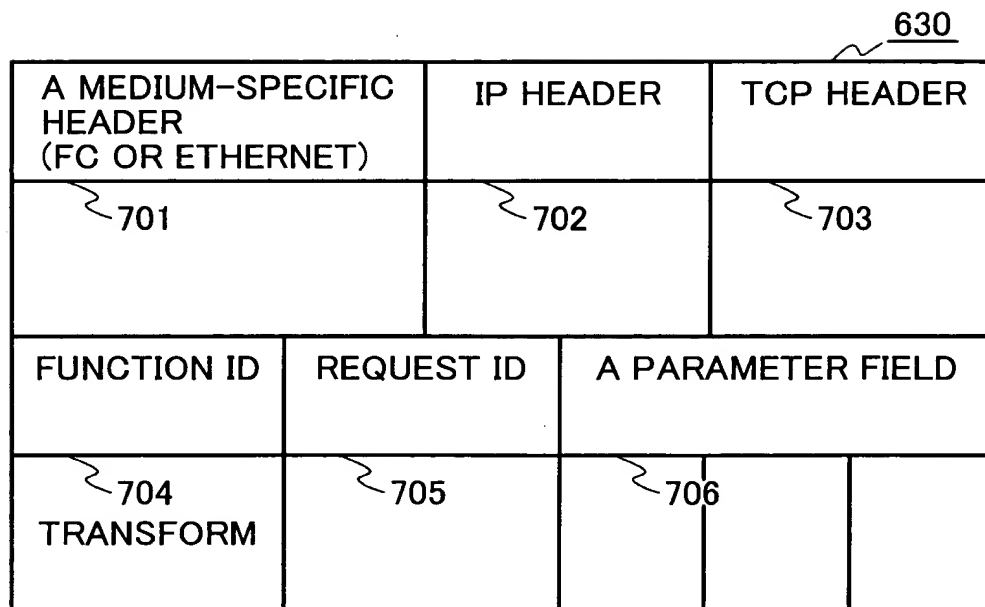 630
A MEDIUM-SPECIFIC
HEADER
(FC OR ETHERNET)
IP HEADER
TCP HEADER
701
702
703
FUNCTION ID
REQUEST ID
A PARAMETER FIELD
704
705
706
TRANSFORM